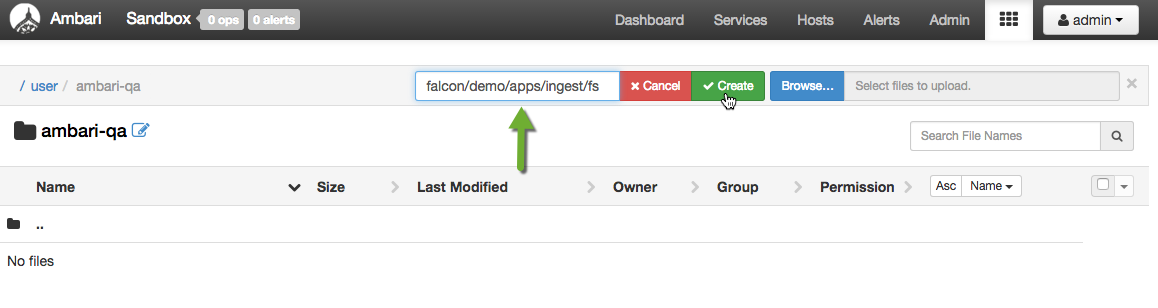 Ambari Sandbox 0 ops 0 alerts Dashboard Services Hosts Alerts Admin admin
/ user / ambari-qa falcon/demo/apps/ingest/fs Cancel Create Browse... Select files to upload.
ambari-qa Search File Names
Name Size Last Modified Owner Group Permission Asc Name
..
No files